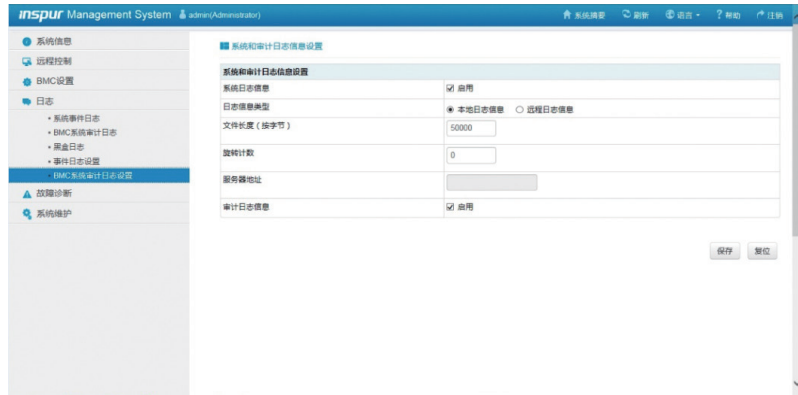 inspur Management System admin(Administrator) 系统摘要 刷新 语言 ? 帮助 注销
系统信息
远程控制
BMC设置
日志
• 系统事件日志
• BMC系统审计日志
• 黑盒日志
• 事件日志设置
• BMC系统审计日志设置
故障诊断
系统维护
系统和审计日志信息设置
系统和审计日志信息设置
系统日志信息 启用
日志信息类型 本地日志信息 远程日志信息
文件长度（按字节） 50000
旋转计数 0
服务器地址
审计日志信息 启用
保存 复位